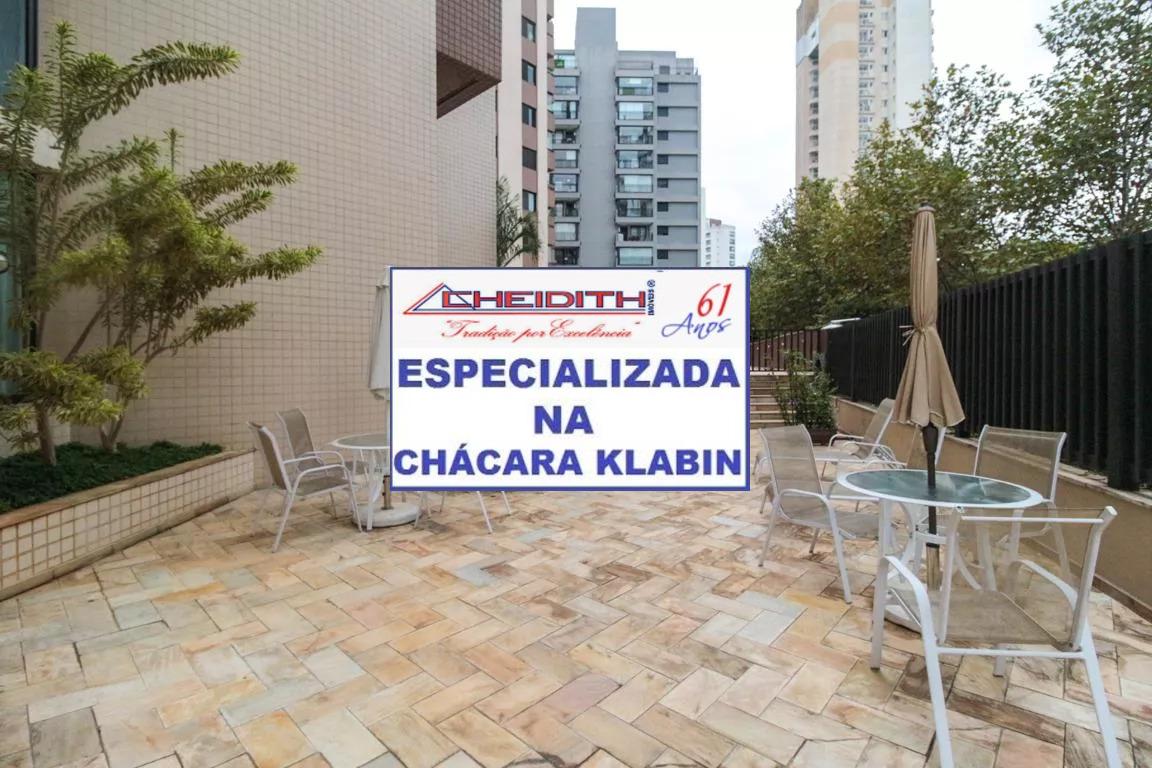 CHEIDITH IMÓVEIS ®
"Tradição por Excelência"
61
Anos
ESPECIALIZADA
NA
CHÁCARA KLABIN